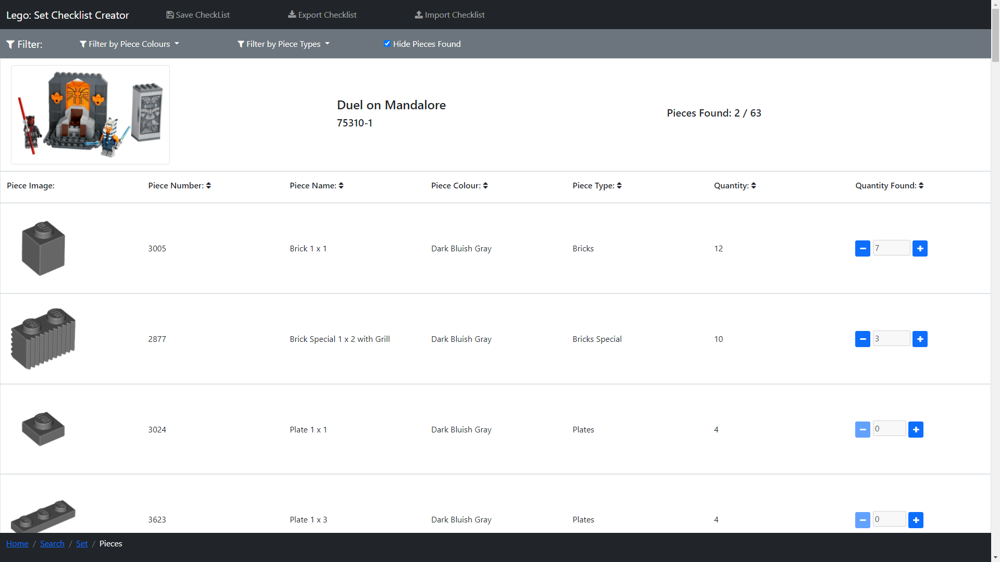 Lego: Set Checklist Creator Save CheckList Export Checklist Import Checklist
Filter: Filter by Piece Colours Filter by Piece Types Hide Pieces Found
Duel on Mandalore
75310-1
Pieces Found: 2 / 63
Piece Image: Piece Number: Piece Name: Piece Colour: Piece Type: Quantity: Quantity Found:
3005 Brick 1 x 1 Dark Bluish Gray Bricks 12 7
2877 Brick Special 1 x 2 with Grill Dark Bluish Gray Bricks Special 10 3
3024 Plate 1 x 1 Dark Bluish Gray Plates 4 0
3623 Plate 1 x 3 Dark Bluish Gray Plates 4 0
Home / Search / Set / Pieces